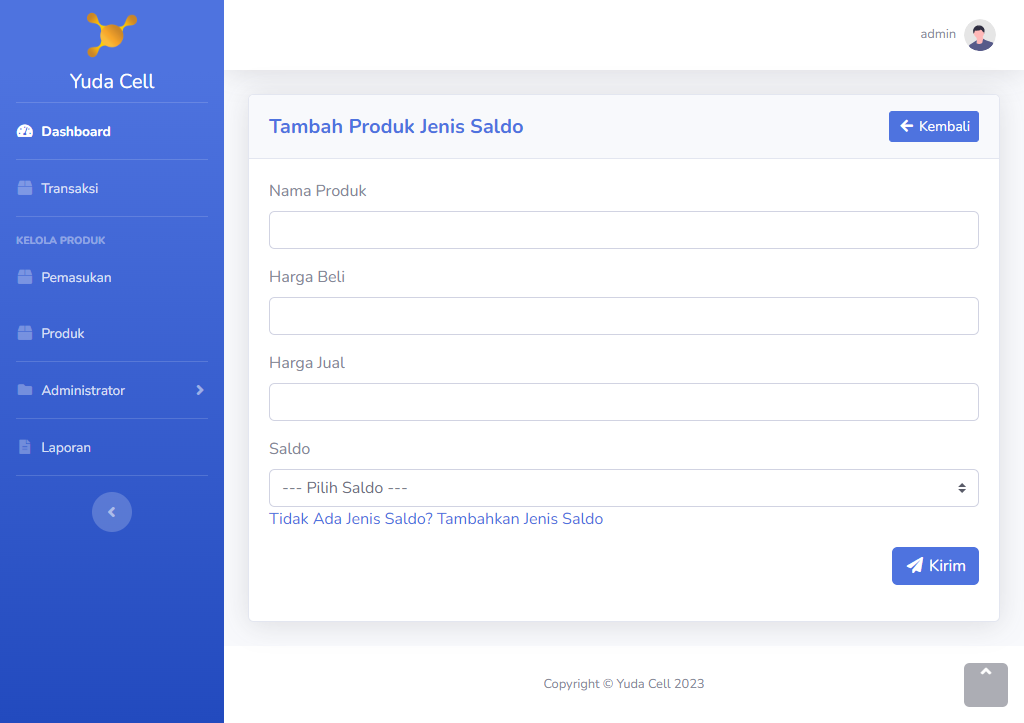 Yuda Cell
Dashboard
Transaksi
KELOLA PRODUK
Pemasukan
Produk
Administrator
Laporan
admin
Tambah Produk Jenis Saldo
Kembali
Nama Produk
Harga Beli
Harga Jual
Saldo
--- Pilih Saldo ---
Tidak Ada Jenis Saldo? Tambahkan Jenis Saldo
Kirim
Copyright © Yuda Cell 2023